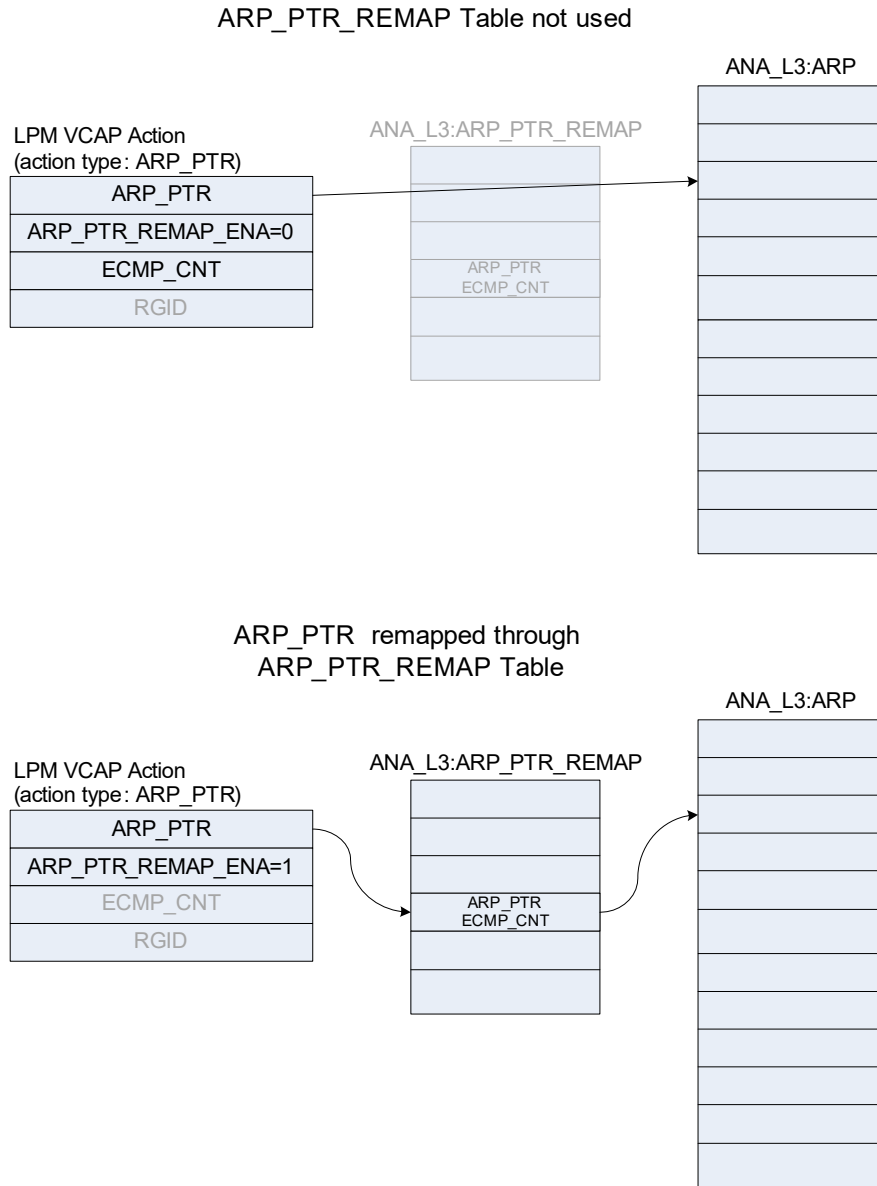 ARP_PTR_REMAP Table not used
ANA_L3:ARP
LPM VCAP Action
(action type: ARP_PTR)
ANA_L3:ARP_PTR_REMAP
ARP_PTR
ARP_PTR_REMAP_ENA=0
ECMP_CNT
RGID
ARP_PTR
ECMP_CNT
ARP_PTR remapped through
ARP_PTR_REMAP Table
ANA_L3:ARP
LPM VCAP Action
(action type: ARP_PTR)
ANA_L3:ARP_PTR_REMAP
ARP_PTR
ARP_PTR_REMAP_ENA=1
ECMP_CNT
RGID
ARP_PTR
ECMP_CNT